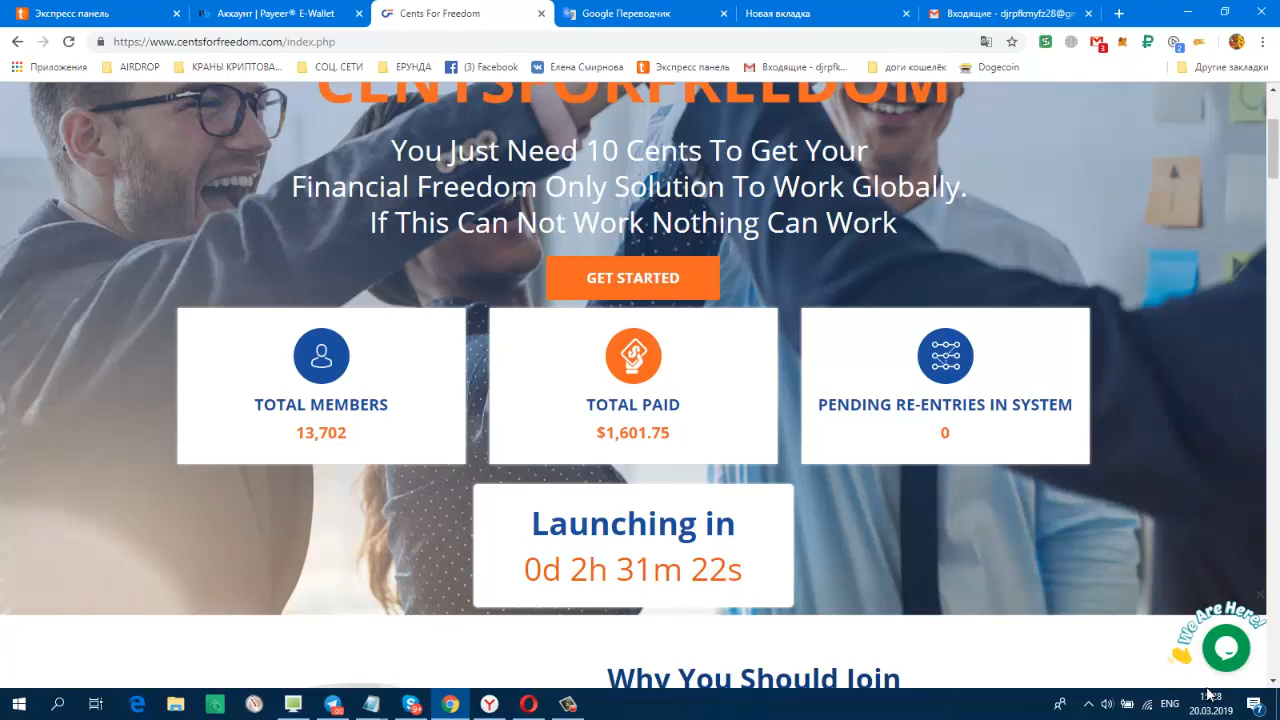 Экспресс панель
Аккаунт | Payeer® E-Wallet
Cents For Freedom
Google Переводчик
Новая вкладка
Входящие - djrpfkmyfz28@gm
https://www.centsforfreedom.com/index.php
3
2
Приложения
AIRDROP
КРАНЫ КРИПТОВА...
СОЦ. СЕТИ
ЕРУНДА
(3) Facebook
Елена Смирнова
Экспресс панель
Входящие - djrpfk...
доги кошелёк
Dogecoin
Другие закладки
CENTSFORFREEDOM
You Just Need 10 Cents To Get Your
Financial Freedom Only Solution To Work Globally.
If This Can Not Work Nothing Can Work
GET STARTED
TOTAL MEMBERS
13,702
TOTAL PAID
$1,601.75
PENDING RE-ENTRIES IN SYSTEM
0
Launching in
0d 2h 31m 22s
We Are Here!
Why You Should Join
ENG
20.03.2019